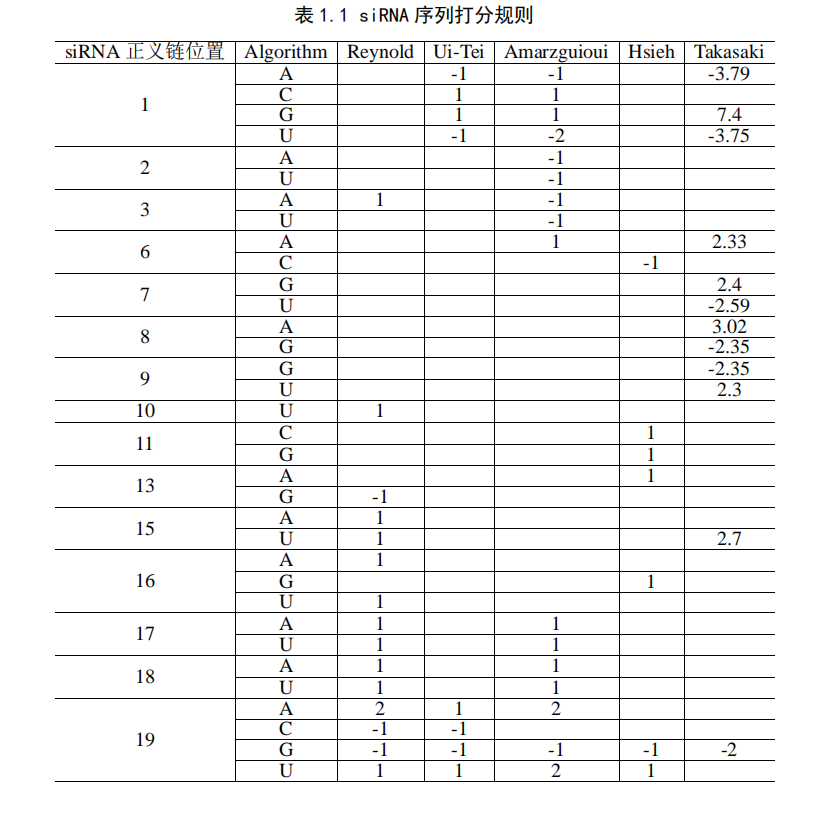 表1.1 siRNA 序列打分规则
siRNA 正义链位置 Algorithm Reynold Ui-Tei Amarzguioui Hsieh Takasaki
1
A -1 -1 -3.79
C 1 1
G 1 1 7.4
U -1 -2 -3.75
2
A -1
U -1
3
A 1 -1
U -1
6
A 1 2.33
C -1
7
G 2.4
U -2.59
8
A 3.02
G -2.35
9
G -2.35
U 2.3
10 U 1
11
C 1
G 1
13
A 1
G -1
15
A 1
U 1 2.7
16
A 1
G 1
U 1
17
A 1 1
U 1 1
18
A 1 1
U 1 1
19
A 2 1 2
C -1 -1
G -1 -1 -1 -1 -2
U 1 1 2 1